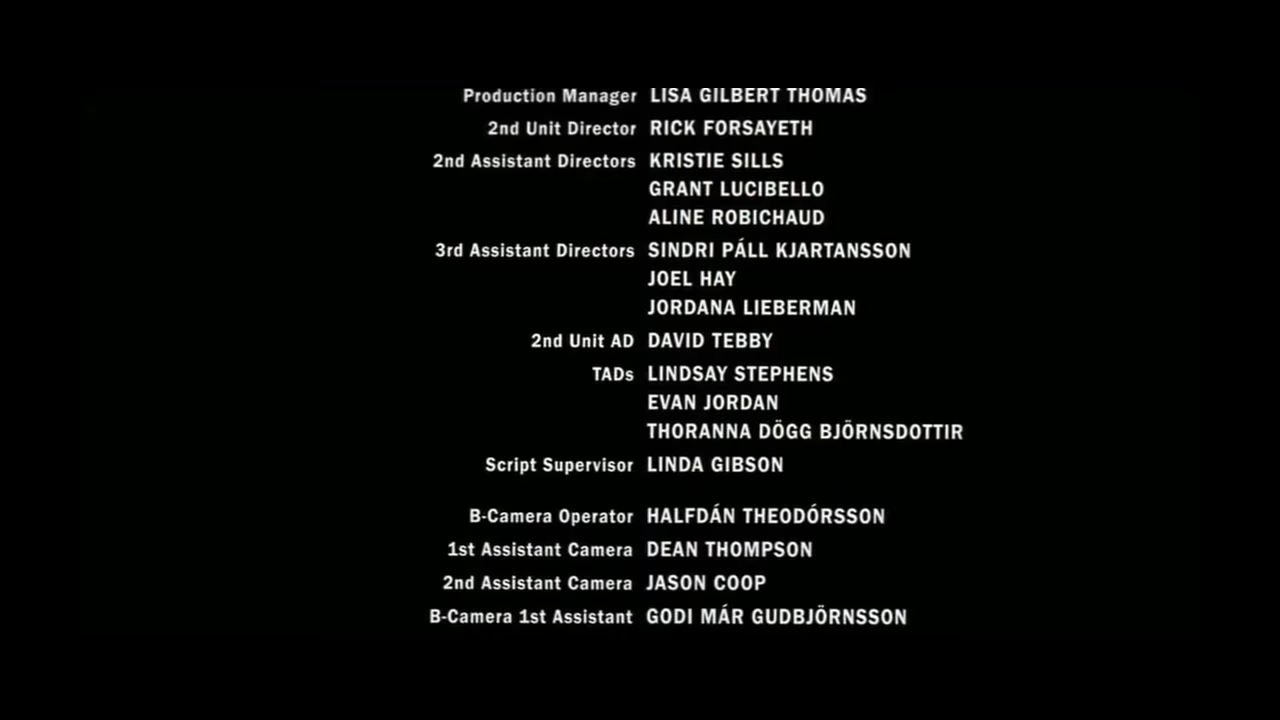 Production Manager LISA GILBERT THOMAS
2nd Unit Director RICK FORSAYETH
2nd Assistant Directors KRISTIE SILLS
GRANT LUCIBELLO
ALINE ROBICHAUD
3rd Assistant Directors SINDRI PÁLL KJARTANSSON
JOEL HAY
JORDANA LIEBERMAN
2nd Unit AD DAVID TEBBY
TADs LINDSAY STEPHENS
EVAN JORDAN
THORANNA DÖGG BJÖRNSDOTTIR
Script Supervisor LINDA GIBSON
B-Camera Operator HALFDÁN THEODÓRSSON
1st Assistant Camera DEAN THOMPSON
2nd Assistant Camera JASON COOP
B-Camera 1st Assistant GODI MÁR GUDBJÖRNSSON